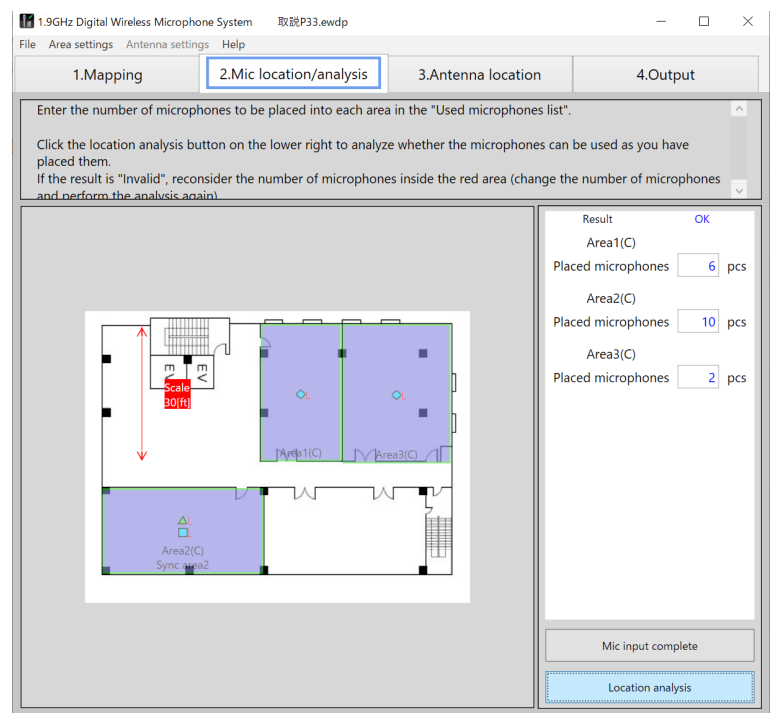 1.9GHz Digital Wireless Microphone System 取説P33.ewdp
File Area settings Antenna settings Help
1.Mapping 2.Mic location/analysis 3.Antenna location 4.Output
Enter the number of microphones to be placed into each area in the "Used microphones list".
Click the location analysis button on the lower right to analyze whether the microphones can be used as you have
placed them.
If the result is "Invalid", reconsider the number of microphones inside the red area (change the number of microphones
and perform the analysis again)
Result OK
Area1(C)
Placed microphones 6 pcs
Area2(C)
Placed microphones 10 pcs
Area3(C)
Placed microphones 2 pcs
EV EV
Scale
30[ft]
L L
Area1(C) Area3(C)
L
L
Area2(C)
Sync area2
Mic input complete
Location analysis